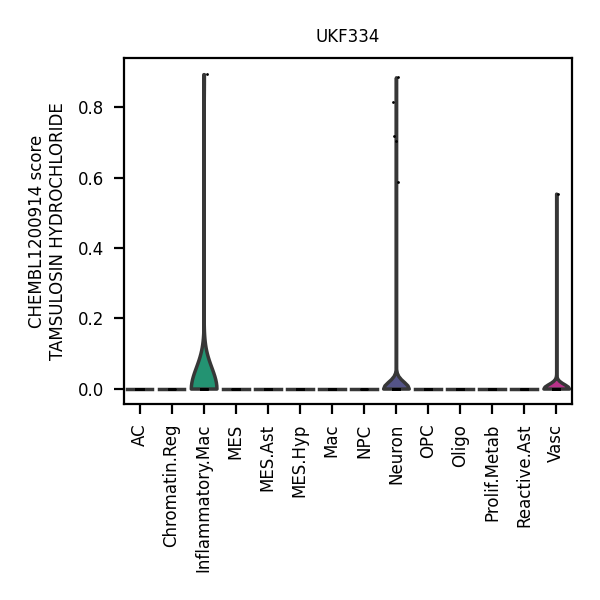 UKF334
CHEMBL1200914 score
TAMSULOSIN HYDROCHLORIDE
0.8
0.6
0.4
0.2
0.0
AC
Chromatin.Reg
Inflammatory.Mac
MES
MES.Ast
MES.Hyp
Mac
NPC
Neuron
OPC
Oligo
Prolif.Metab
Reactive.Ast
Vasc